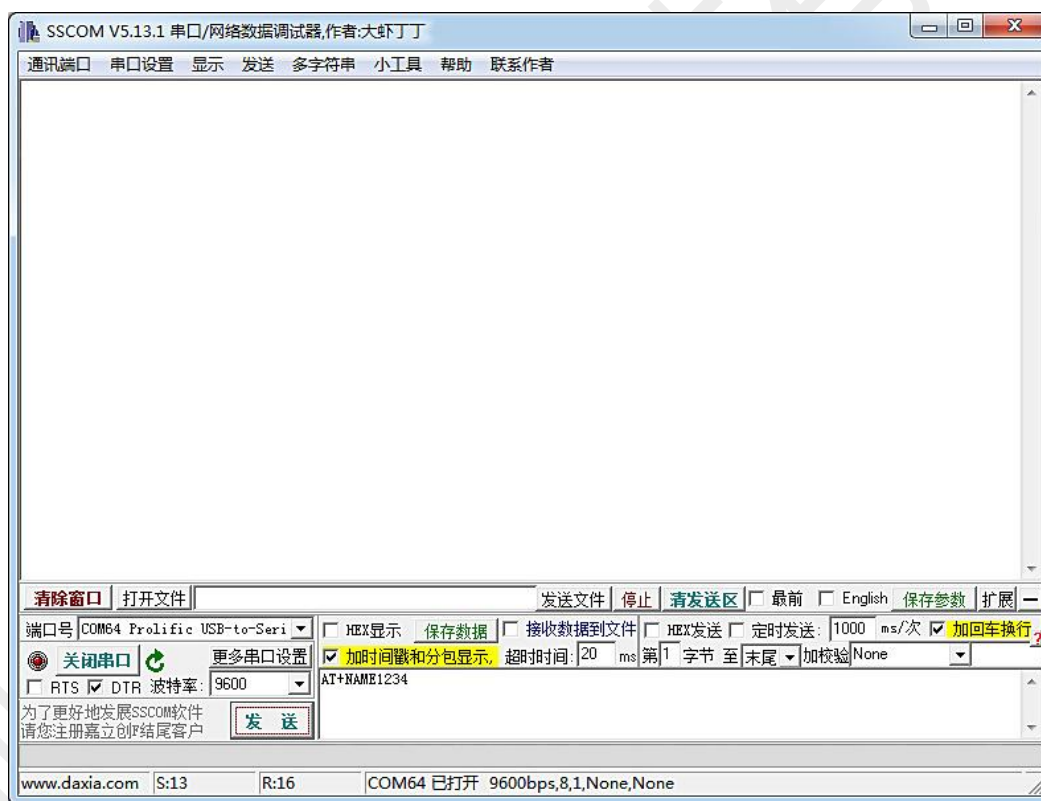 SSCOM V5.13.1 串口/网络数据调试器,作者:大虾丁丁
通讯端口 串口设置 显示 发送 多字符串 小工具 帮助 联系作者
清除窗口 打开文件 发送文件 停止 清发送区 最前 English 保存参数 扩展 —
端口号 COM64 Prolific USB-to-Seri HEX显示 保存数据 接收数据到文件 HEX发送 定时发送: 1000 ms/次 加回车换行 ?
关闭串口 更多串口设置 加时间戳和分包显示, 超时时间: 20 ms 第 1 字节 至 末尾 加校验 None
RTS DTR 波特率: 9600 AT+NAME1234
为了更好地发展SSCOM软件
请您注册嘉立创F结尾客户
发 送
www.daxia.com S:13 R:16 COM64 已打开 9600bps,8,1,None,None